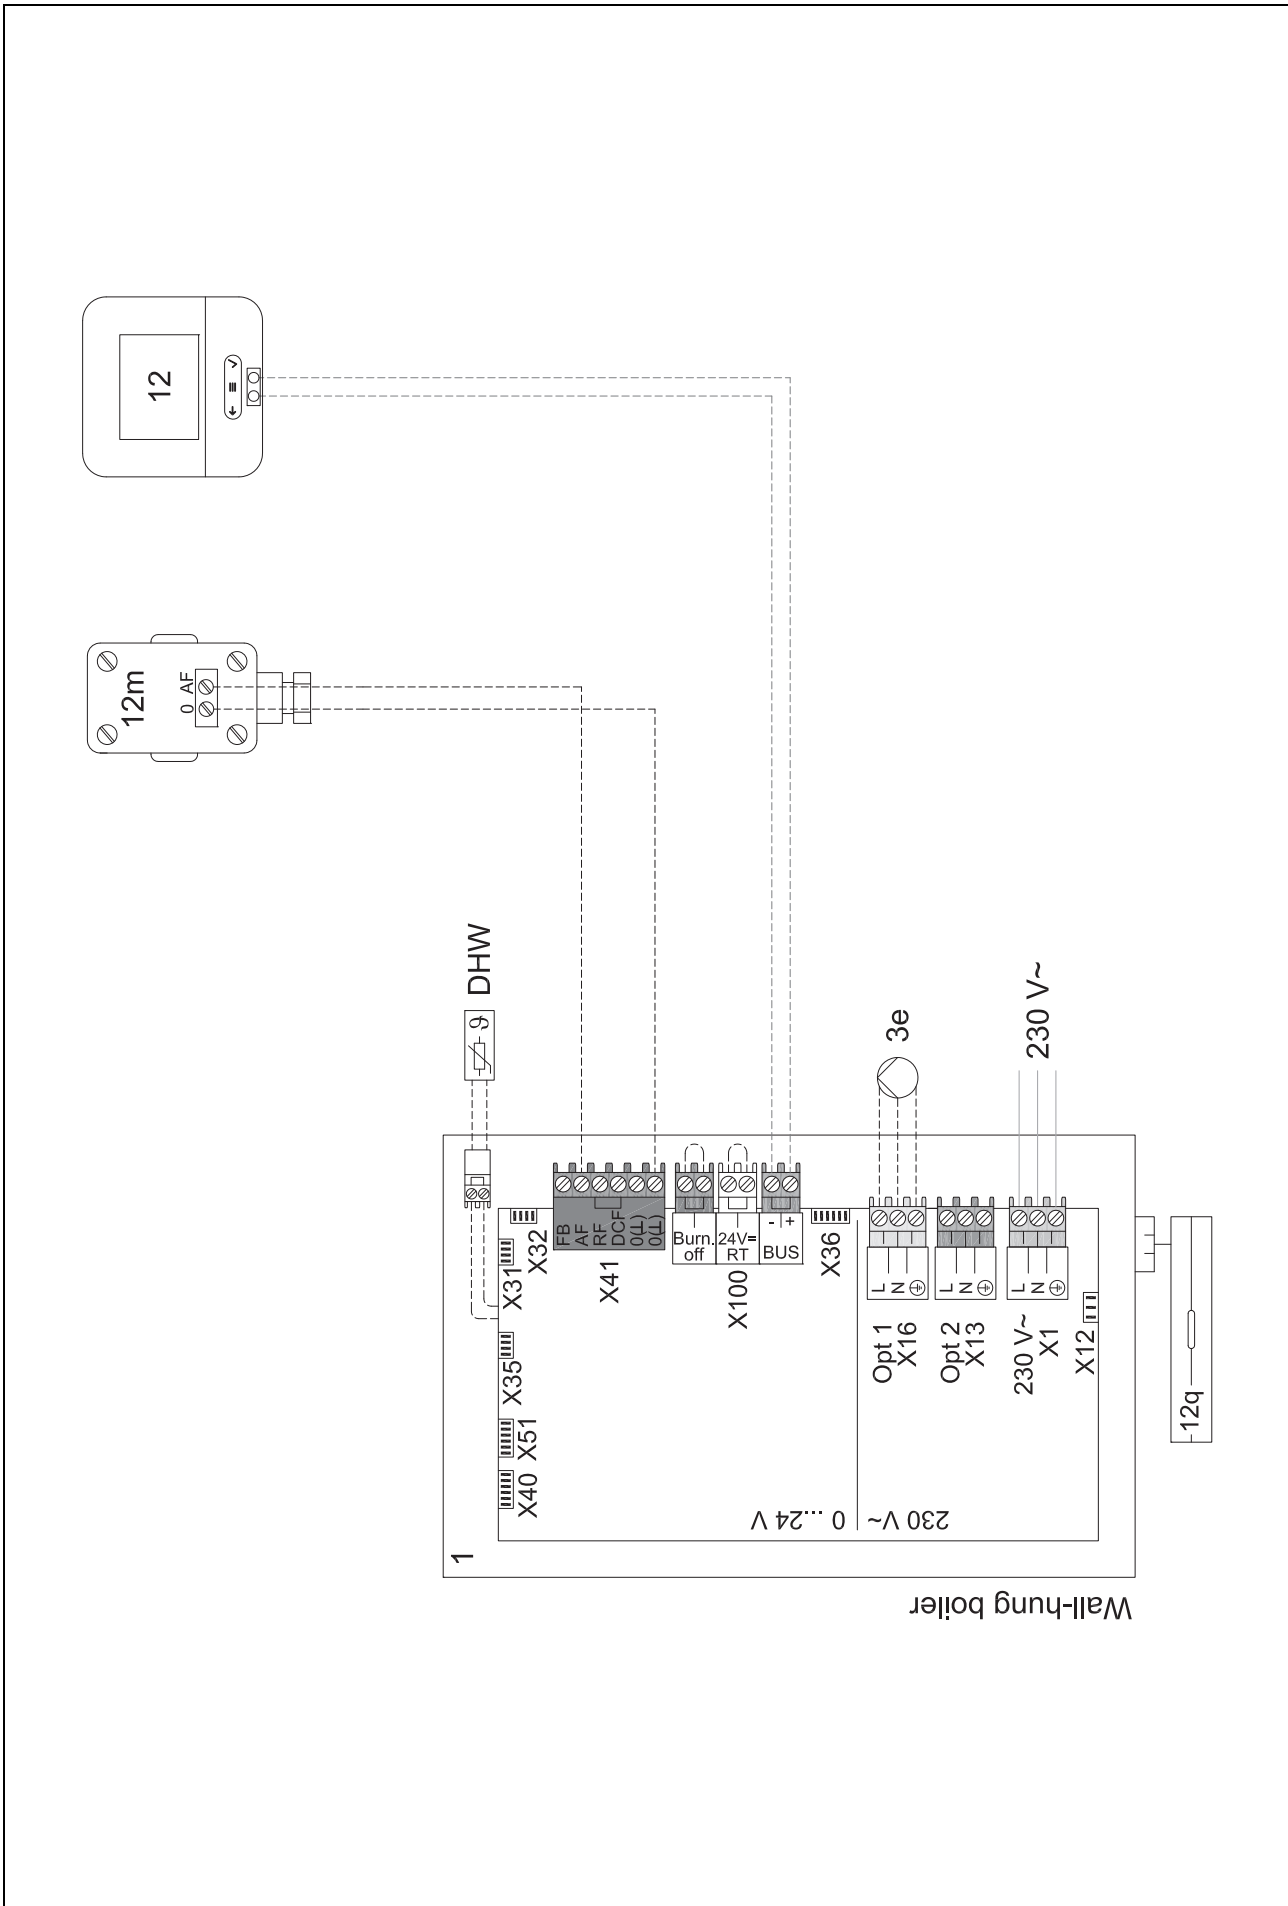 12
12m
0 AF
DHW
3e
230 V~
FB
AF
RF
DCF
0(⊥)
0(⊥)
Burn.
off
24V=
RT
- +
BUS
X32
X31
X41
X100
X36
X35
X51
X40
L
N
L
N
L
N
Opt 1
X16
Opt 2
X13
230 V~
X1
X12
12q
230 V~ | 0 ...24 V
1
Wall-hung boiler